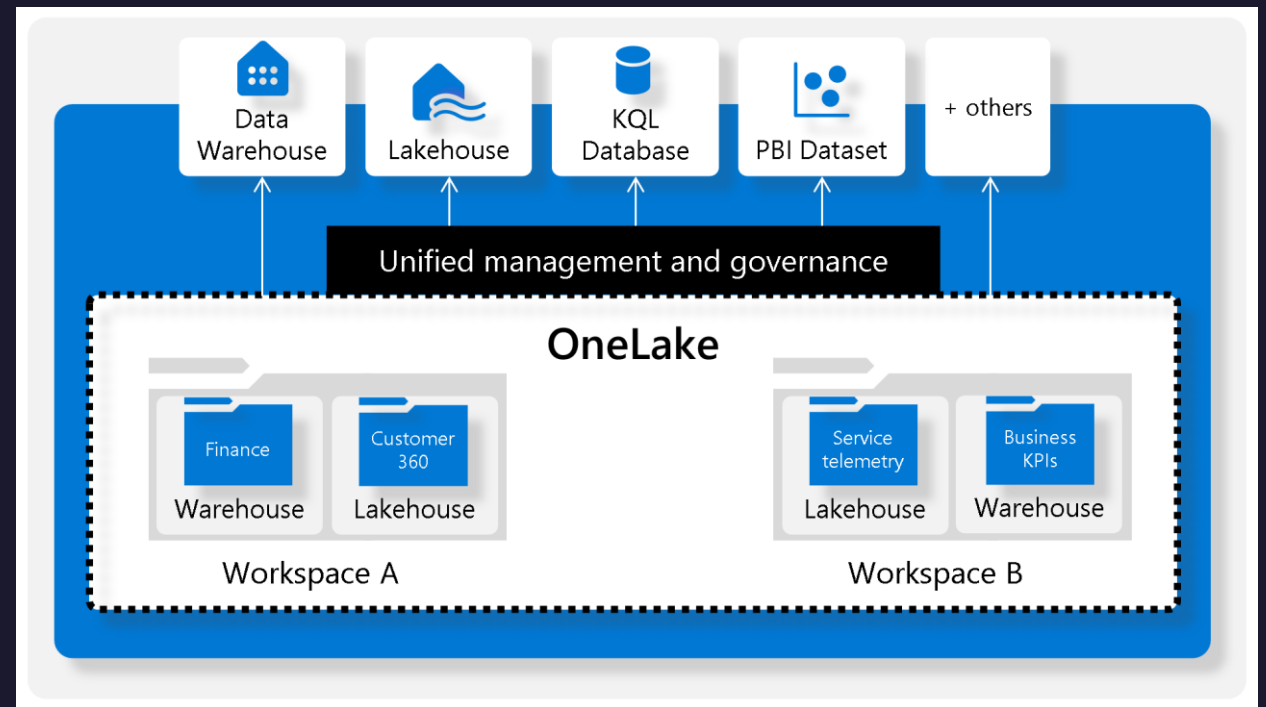 Data
Warehouse
Lakehouse
KQL
Database
PBI Dataset
+ others
Unified management and governance
OneLake
Finance
Warehouse
Customer
360
Lakehouse
Workspace A
Service
telemetry
Lakehouse
Business
KPIs
Warehouse
Workspace B